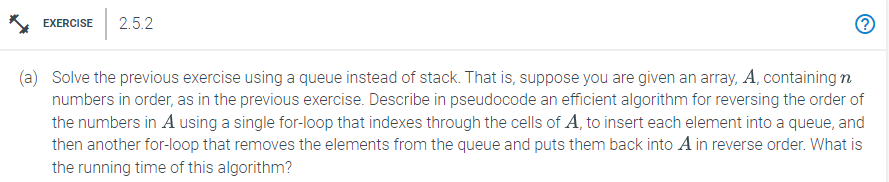 EXERCISE 2.5.2
(a) Solve the previous exercise using a queue instead of stack. That is, suppose you are given an array, A, containing n
numbers in order, as in the previous exercise. Describe in pseudocode an efficient algorithm for reversing the order of
the numbers in A using a single for-loop that indexes through the cells of A, to insert each element into a queue, and
then another for-loop that removes the elements from the queue and puts them back into A in reverse order. What is
the running time of this algorithm?